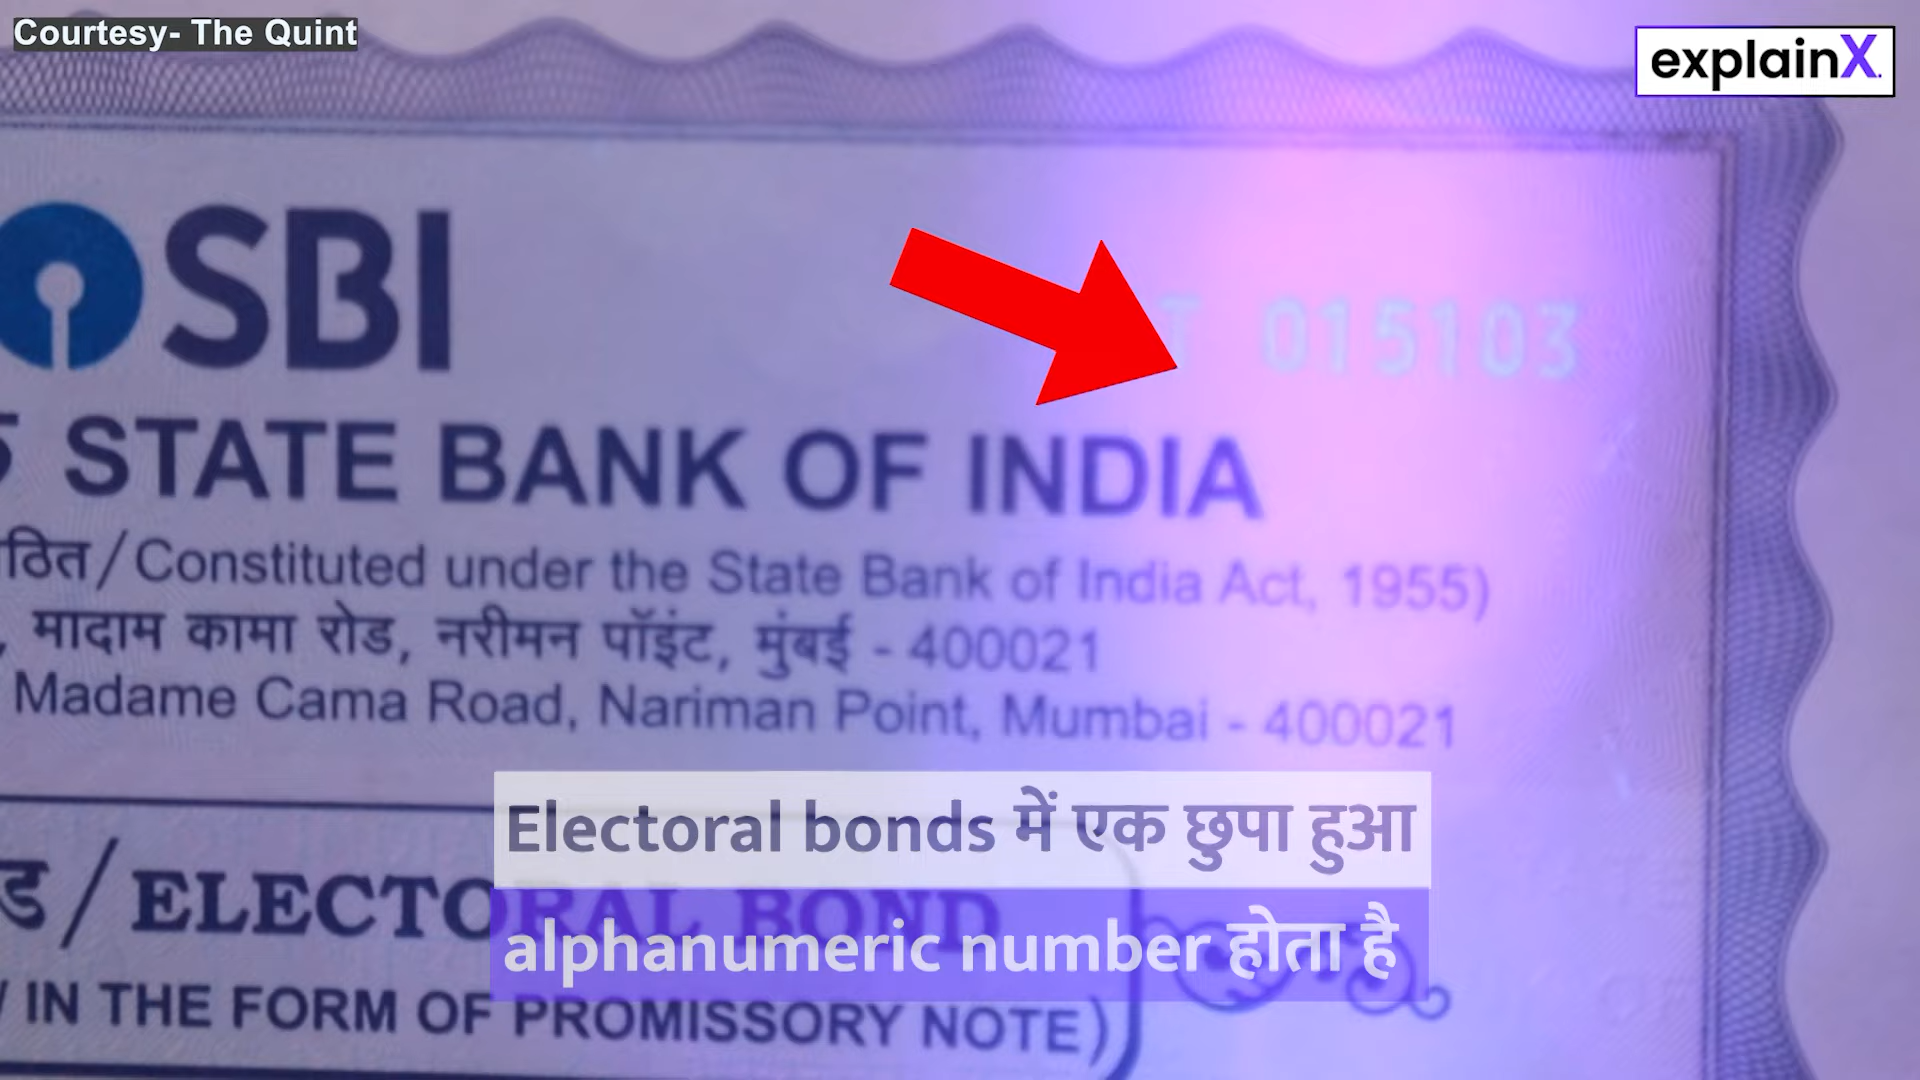 Courtesy- The Quint
explainX.
SBI
T 015103
STATE BANK OF INDIA
/Constituted under the State Bank of India Act, 1955)
मादाम कामा रोड, नरीमन पॉइंट, मुंबई - 400021
Madame Cama Road, Nariman Point, Mumbai - 400021
Electoral bonds में एक छुपा हुआ
/ ELECTORAL BOND
alphanumeric number होता है
/ IN THE FORM OF PROMISSORY NOTE)